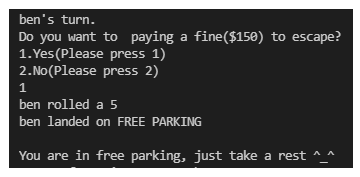 ben's turn.
Do you want to  paying a fine($150) to escape?
1.Yes(Please press 1)
2.No(Please press 2)
1
ben rolled a 5
ben landed on FREE PARKING

You are in free parking, just take a rest ^_^